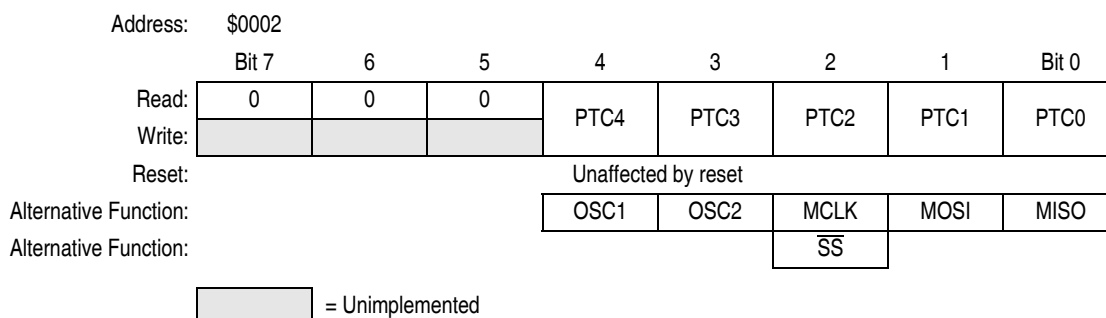 Address: $0002
Bit 7 6 5 4 3 2 1 Bit 0
Read: 0 0 0 PTC4 PTC3 PTC2 PTC1 PTC0
Write:
Reset: Unaffected by reset
Alternative Function: OSC1 OSC2 MCLK MOSI MISO
Alternative Function: S̅S̅
= Unimplemented